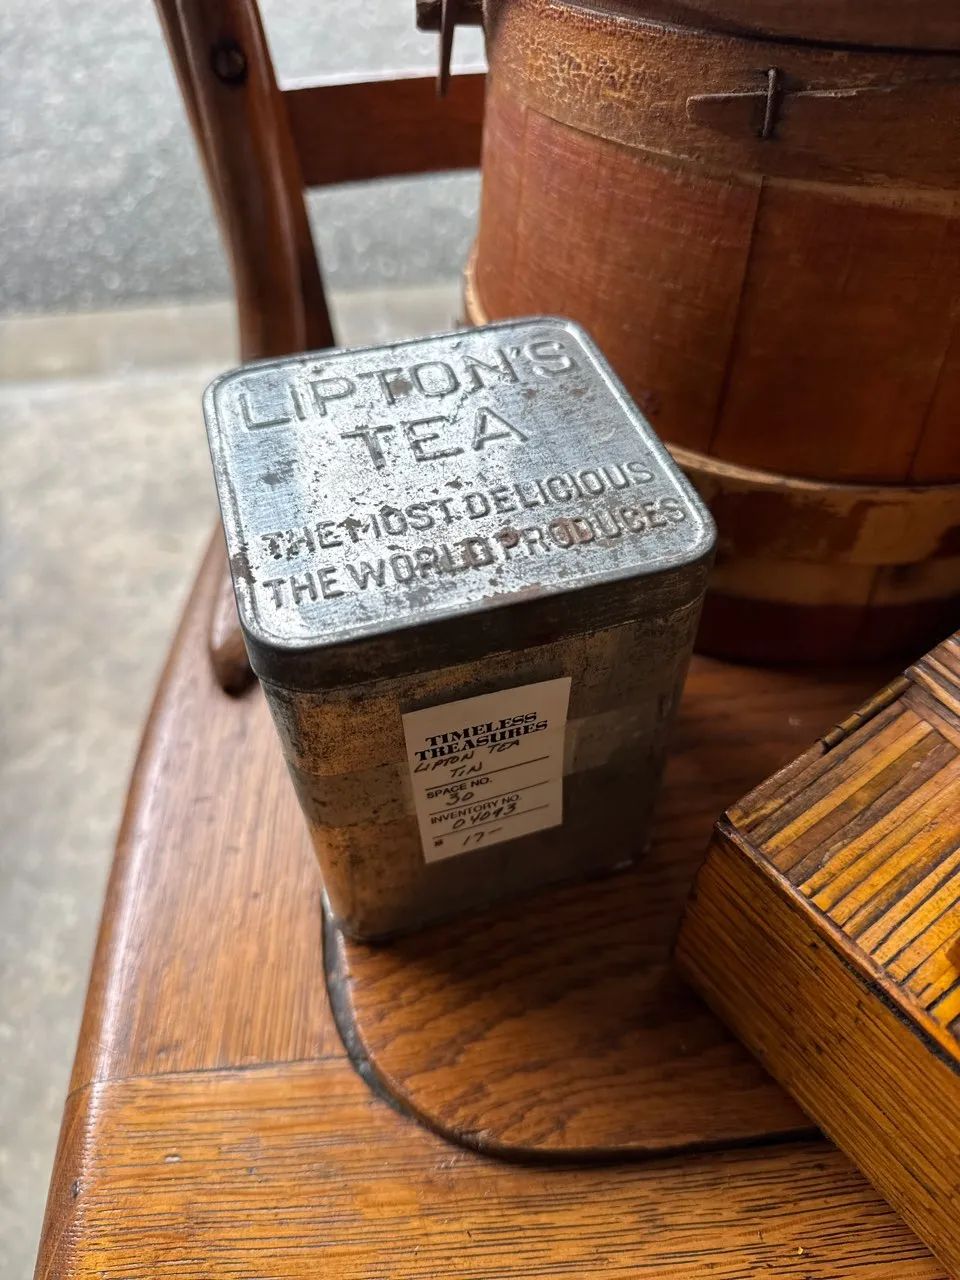 LIPTON'S
TEA
THE MOST DELICIOUS
THE WORLD PRODUCES
TIMELESS
TREASURES
LIPTON TEA
TIN
SPACE NO.
30
INVENTORY NO.
04093
$ 17—